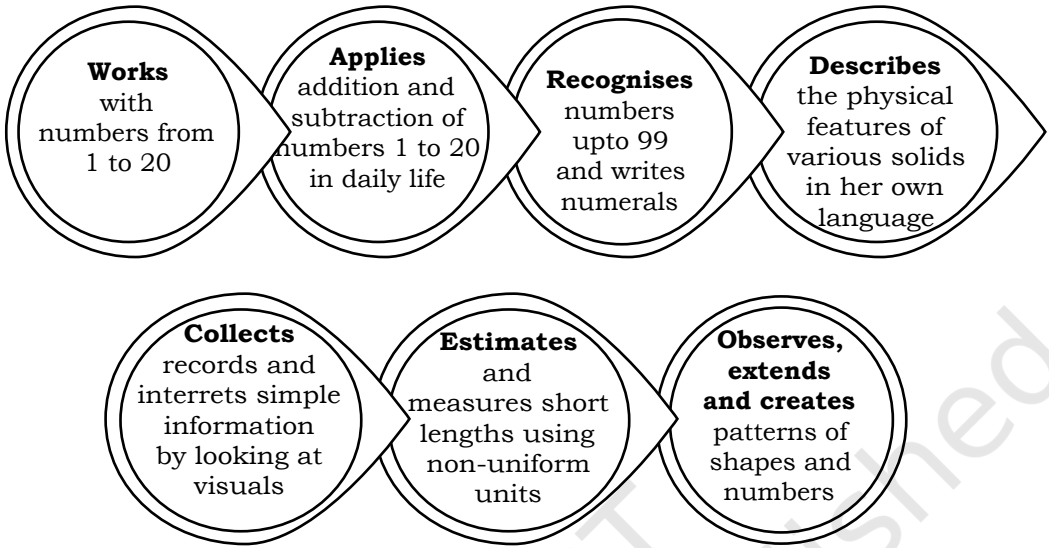 Works
with
numbers from
1 to 20
Applies
addition and
subtraction of
numbers 1 to 20
in daily life
Recognises
numbers
upto 99
and writes
numerals
Describes
the physical
features of
various solids
in her own
language
Collects
records and
interrets simple
information
by looking at
visuals
Estimates
and
measures short
lengths using
non-uniform
units
Observes,
extends
and creates
patterns of
shapes and
numbers